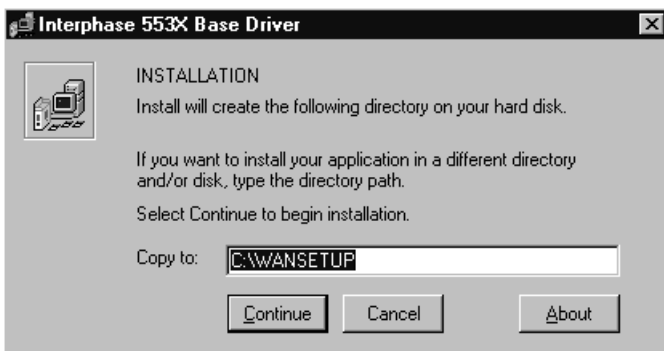 Interphase 553X Base Driver
INSTALLATION
Install will create the following directory on your hard disk.
If you want to install your application in a different directory
and/or disk, type the directory path.
Select Continue to begin installation.
Copy to: C:\WANSETUP
Continue Cancel About